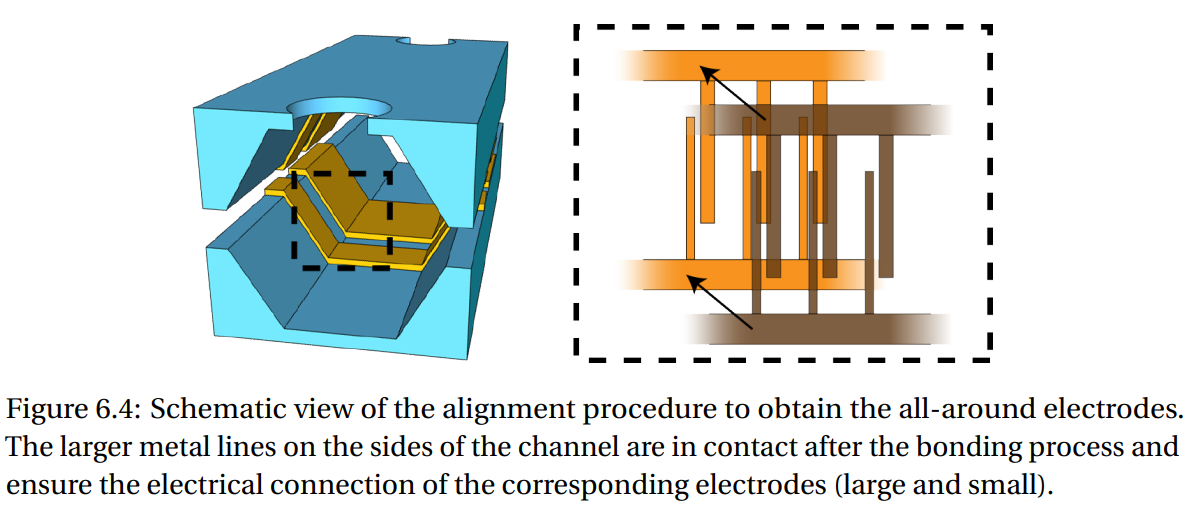 Figure 6.4: Schematic view of the alignment procedure to obtain the all-around electrodes.
The larger metal lines on the sides of the channel are in contact after the bonding process and
ensure the electrical connection of the corresponding electrodes (large and small).